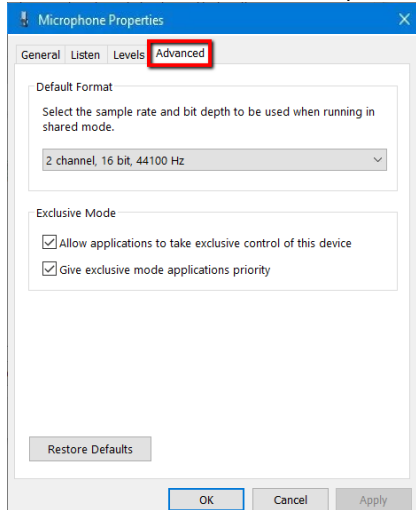 Microphone Properties
General Listen Levels Advanced
Default Format
Select the sample rate and bit depth to be used when running in
shared mode.
2 channel, 16 bit, 44100 Hz
Exclusive Mode
Allow applications to take exclusive control of this device
Give exclusive mode applications priority
Restore Defaults
OK Cancel Apply